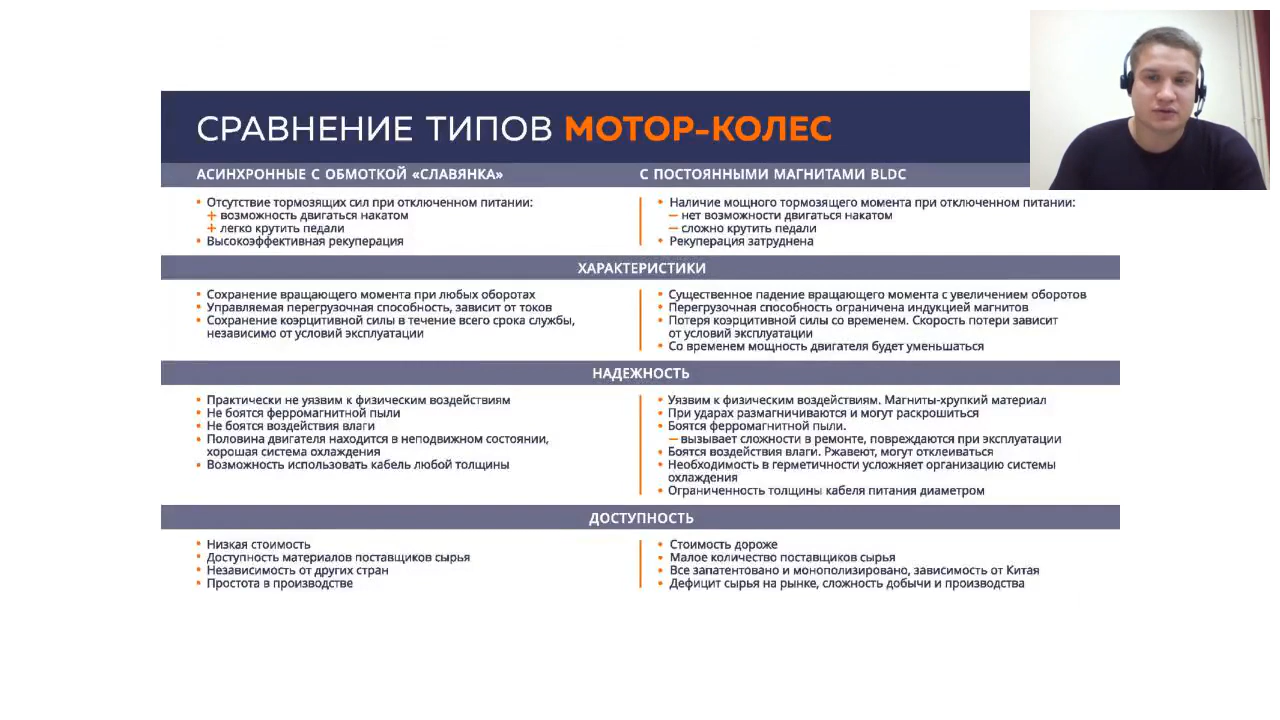 СРАВНЕНИЕ ТИПОВ МОТОР-КОЛЕС
АСИНХРОННЫЕ С ОБМОТКОЙ «СЛАВЯНКА»
Отсутствие тормозящих сил при отключенном питании:
+ возможность двигаться накатом
+ легко крутить педали
Высокоэффективная рекуперация
С ПОСТОЯННЫМИ МАГНИТАМИ BLDC
Наличие мощного тормозящего момента при отключенном питании:
— нет возможности двигаться накатом
— сложно крутить педали
Рекуперация затруднена
ХАРАКТЕРИСТИКИ
Сохранение вращающего момента при любых оборотах
Управляемая перегрузочная способность, зависит от токов
Сохранение коэрцитивной силы в течение всего срока службы,
независимо от условий эксплуатации
Существенное падение вращающего момента с увеличением оборотов
Перегрузочная способность ограничена индукцией магнитов
Потеря коэрцитивной силы со временем. Скорость потери зависит
от условий эксплуатации
Со временем мощность двигателя будет уменьшаться
НАДЕЖНОСТЬ
Практически не уязвим к физическим воздействиям
Не боятся ферромагнитной пыли
Не боятся воздействия влаги
Половина двигателя находится в неподвижном состоянии,
хорошая система охлаждения
Возможность использовать кабель любой толщины
Уязвим к физическим воздействиям. Магниты-хрупкий материал
При ударах размагничиваются и могут раскрошиться
Боятся ферромагнитной пыли.
— вызывает сложности в ремонте, повреждаются при эксплуатации
Боятся воздействия влаги. Ржавеют, могут отклеиваться
Необходимость в герметичности усложняет организацию системы
охлаждения
Ограниченность толщины кабеля питания диаметром
ДОСТУПНОСТЬ
Низкая стоимость
Доступность материалов поставщиков сырья
Независимость от других стран
Простота в производстве
Стоимость дороже
Малое количество поставщиков сырья
Все запатентовано и монополизировано, зависимость от Китая
Дефицит сырья на рынке, сложность добычи и производства